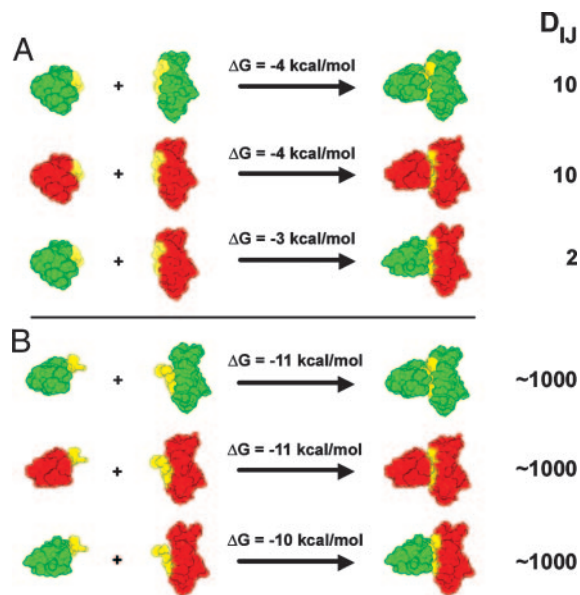 D_IJ
A
+ ΔG = -4 kcal/mol 10
+ ΔG = -4 kcal/mol 10
+ ΔG = -3 kcal/mol 2
B
+ ΔG = -11 kcal/mol ~1000
+ ΔG = -11 kcal/mol ~1000
+ ΔG = -10 kcal/mol ~1000